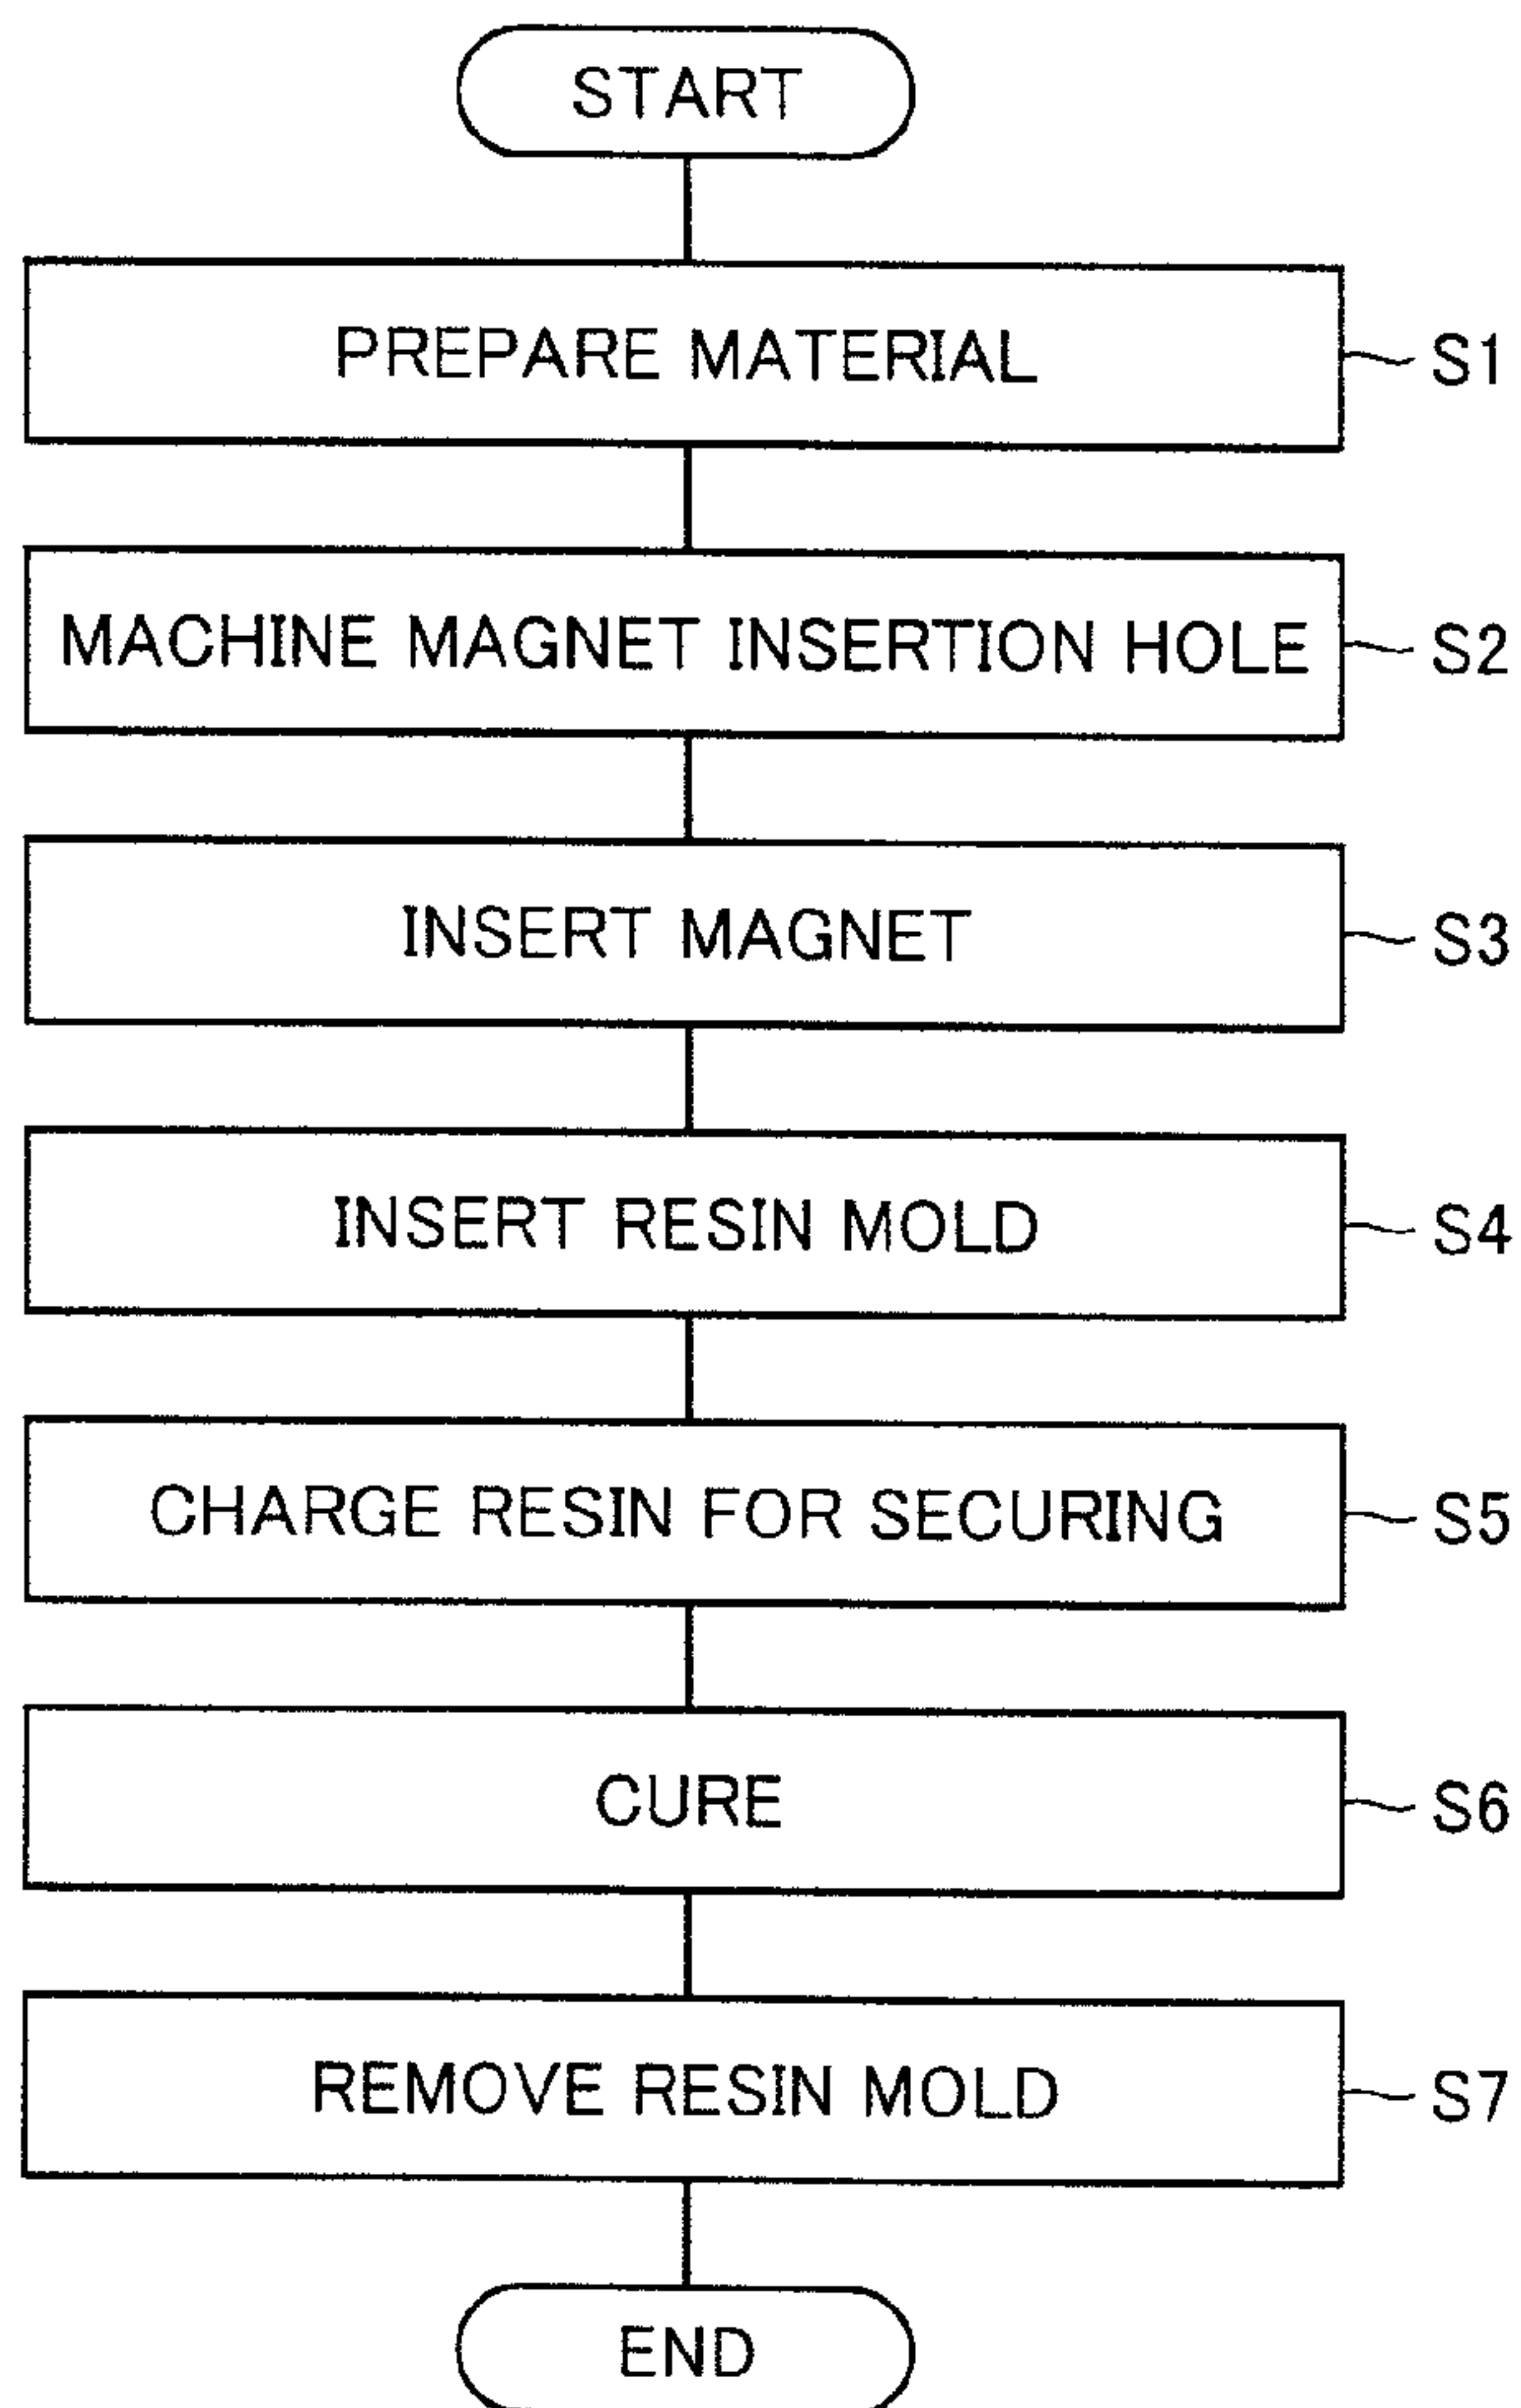 START
PREPARE MATERIAL S1
MACHINE MAGNET INSERTION HOLE S2
INSERT MAGNET S3
INSERT RESIN MOLD S4
CHARGE RESIN FOR SECURING S5
CURE S6
REMOVE RESIN MOLD S7
END